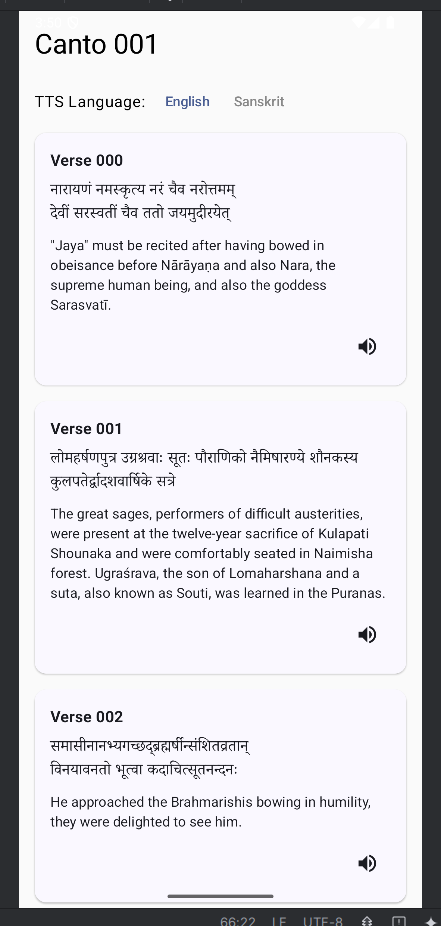 Canto 001
TTS Language: English Sanskrit
Verse 000
नारायणं नमस्कृत्य नरं चैव नरोत्तमम्
देवीं सरस्वतीं चैव ततो जयमुदीरयेत्
"Jaya" must be recited after having bowed in
obeisance before Nārāyaṇa and also Nara, the
supreme human being, and also the goddess
Sarasvatī.
Verse 001
लोमहर्षणपुत्र उग्रश्रवाः सूतः पौराणिको नैमिषारण्ये शौनकस्य
कुलपतेर्द्वादशवार्षिके सत्रे
The great sages, performers of difficult austerities,
were present at the twelve-year sacrifice of Kulapati
Shounaka and were comfortably seated in Naimisha
forest. Ugraśrava, the son of Lomaharshana and a
suta, also known as Souti, was learned in the Puranas.
Verse 002
समासीनानभ्यगच्छद्ब्रह्मर्षीन्संशितव्रतान्
विनयावनतो भूत्वा कदाचित्सूतनन्दनः
He approached the Brahmarishis bowing in humility,
they were delighted to see him.
66:22 LF UTF-8